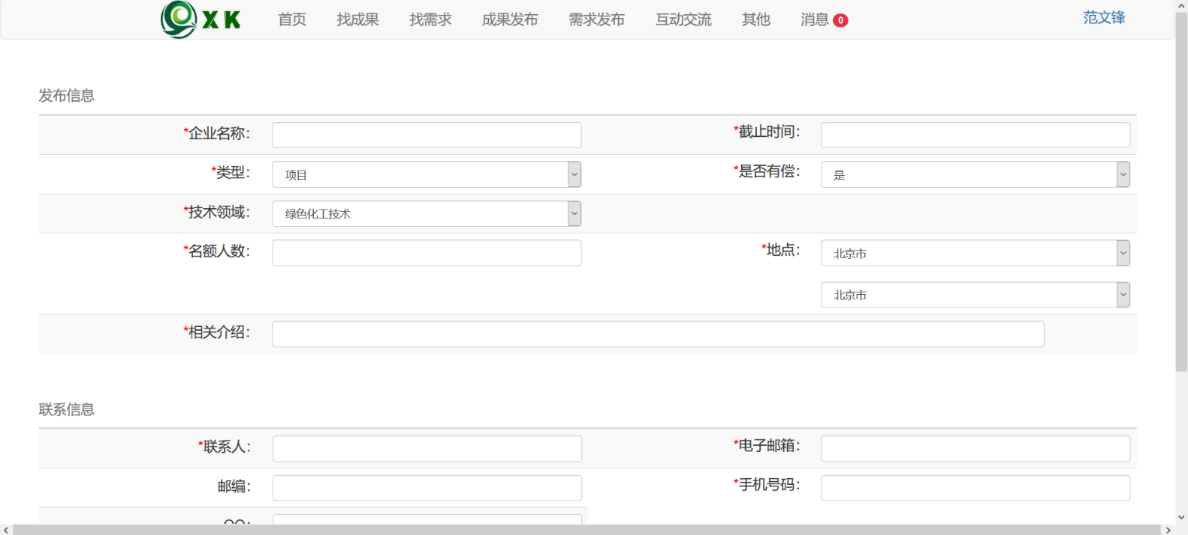 XK 首页 找成果 找需求 成果发布 需求发布 互动交流 其他 消息 0 范文锋
发布信息
*企业名称: *截止时间:
*类型: 项目 *是否有偿: 是
*技术领域: 绿色化工技术
*名额人数: *地点: 北京市
北京市
*相关介绍:
联系信息
*联系人: *电子邮箱:
邮编: *手机号码:
QQ: